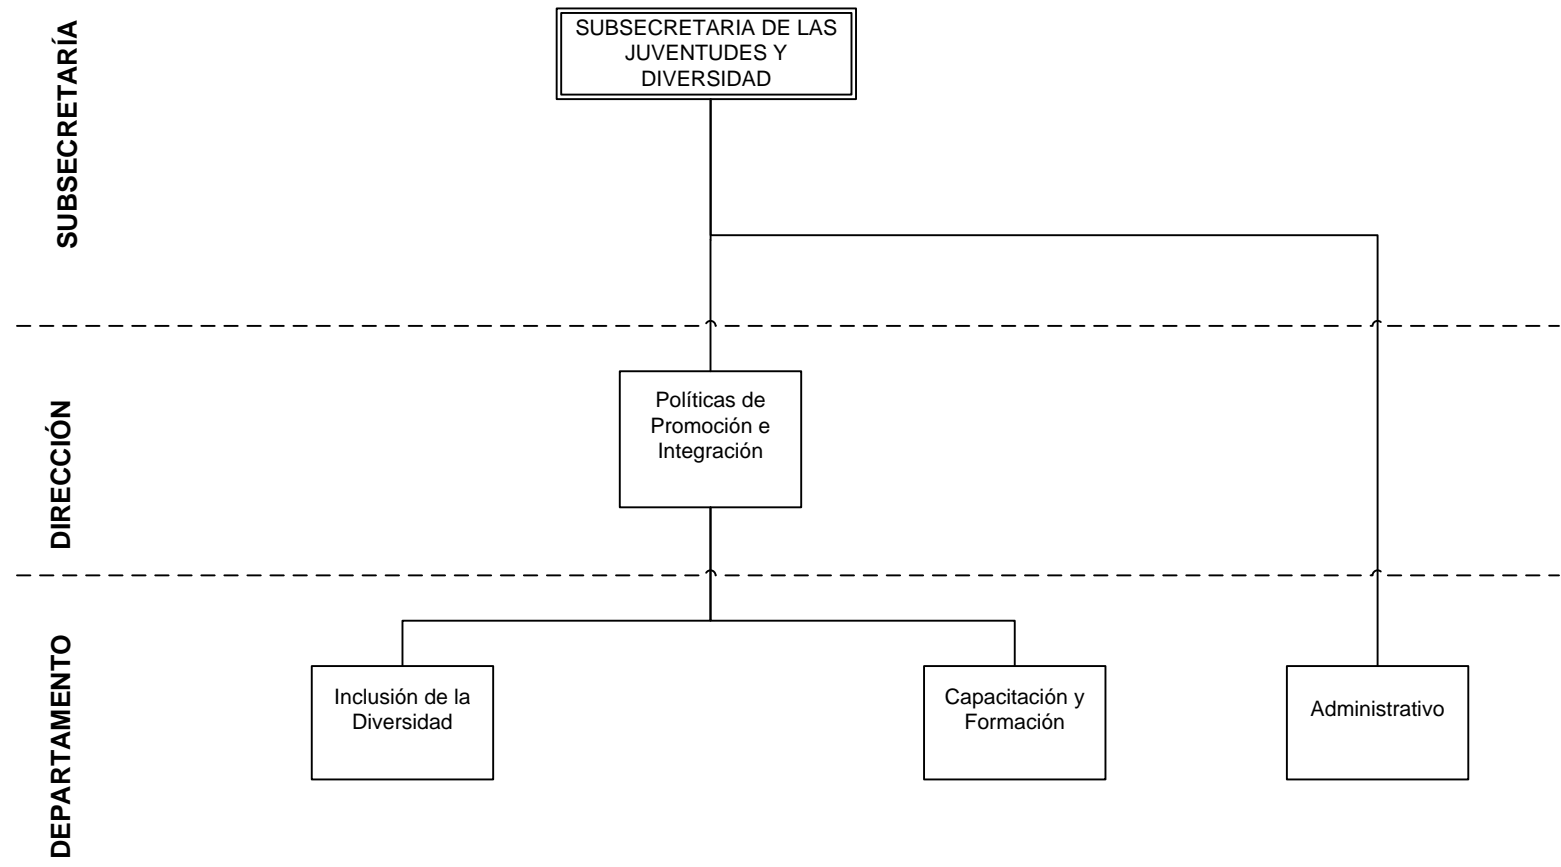 SUBSECRETARÍA
SUBSECRETARIA DE LAS
JUVENTUDES Y
DIVERSIDAD
DIRECCIÓN
Políticas de
Promoción e
Integración
DEPARTAMENTO
Inclusión de la
Diversidad
Capacitación y
Formación
Administrativo